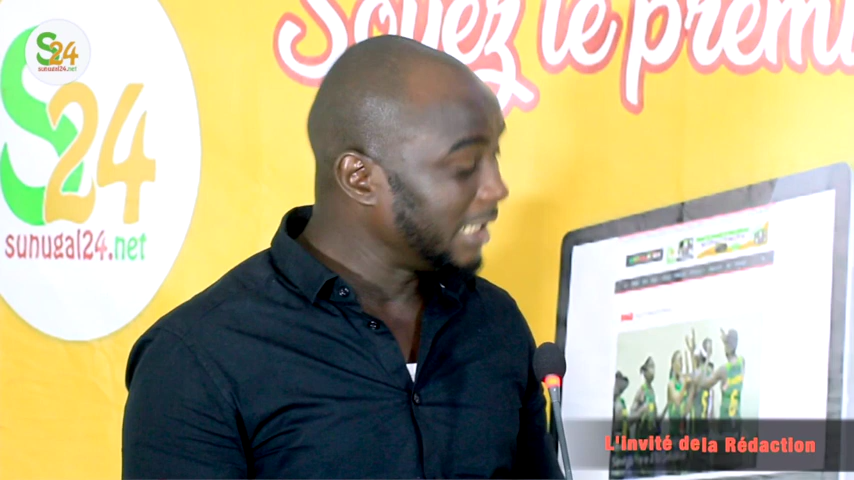 S24
sunugal24.net
Soyez le premi
S24
sunugal24.net
L'invité dela Rédaction